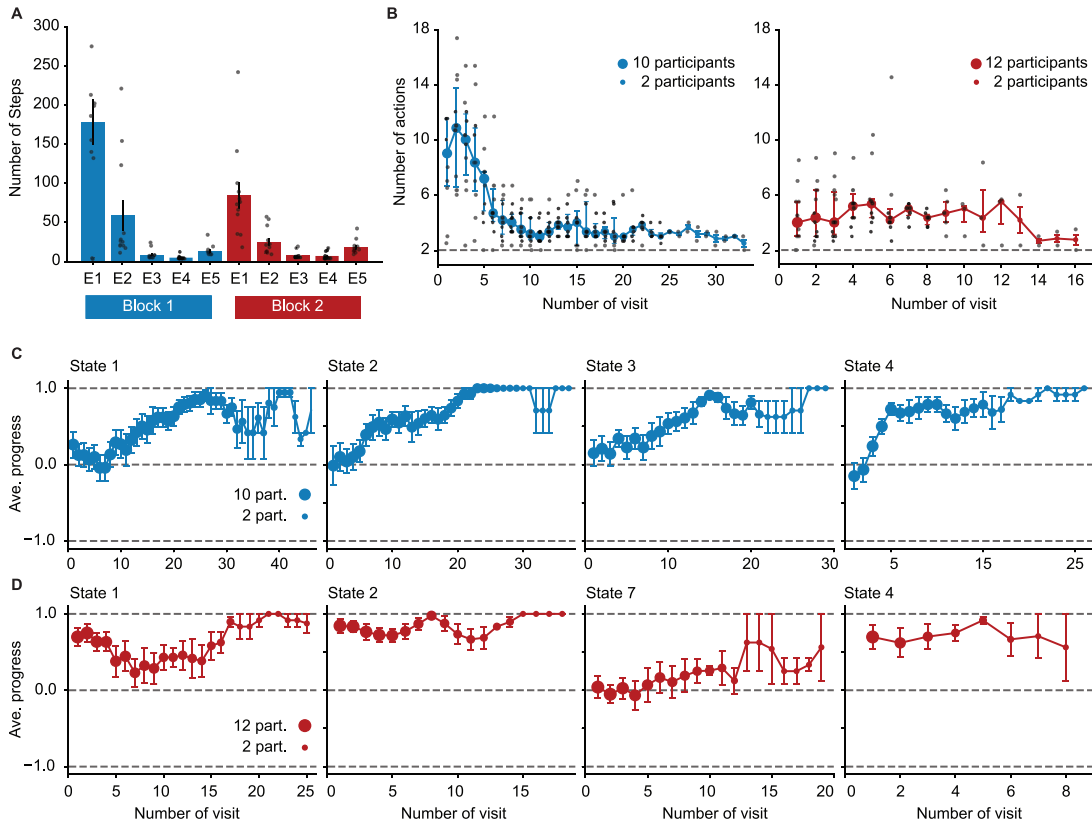 A
Number of Steps
300
250
200
150
100
50
0
E1 E2 E3 E4 E5 E1 E2 E3 E4 E5
Block 1 Block 2
B
Number of actions
18
14
10
6
2
10 participants
2 participants
0 5 10 15 20 25 30
Number of visit
18
14
10
6
2
12 participants
2 participants
0 2 4 6 8 10 12 14 16
Number of visit
C
State 1 State 2 State 3 State 4
Ave. progress
1.0
0.0
−1.0
10 part.
2 part.
0 10 20 30 40
0 10 20 30
0 10 20 30
5 15 25
D
State 1 State 2 State 7 State 4
Ave. progress
1.0
0.0
−1.0
12 part.
2 part.
0 5 10 15 20 25
0 5 10 15
0 5 10 15 20
0 2 4 6 8
Number of visit Number of visit Number of visit Number of visit